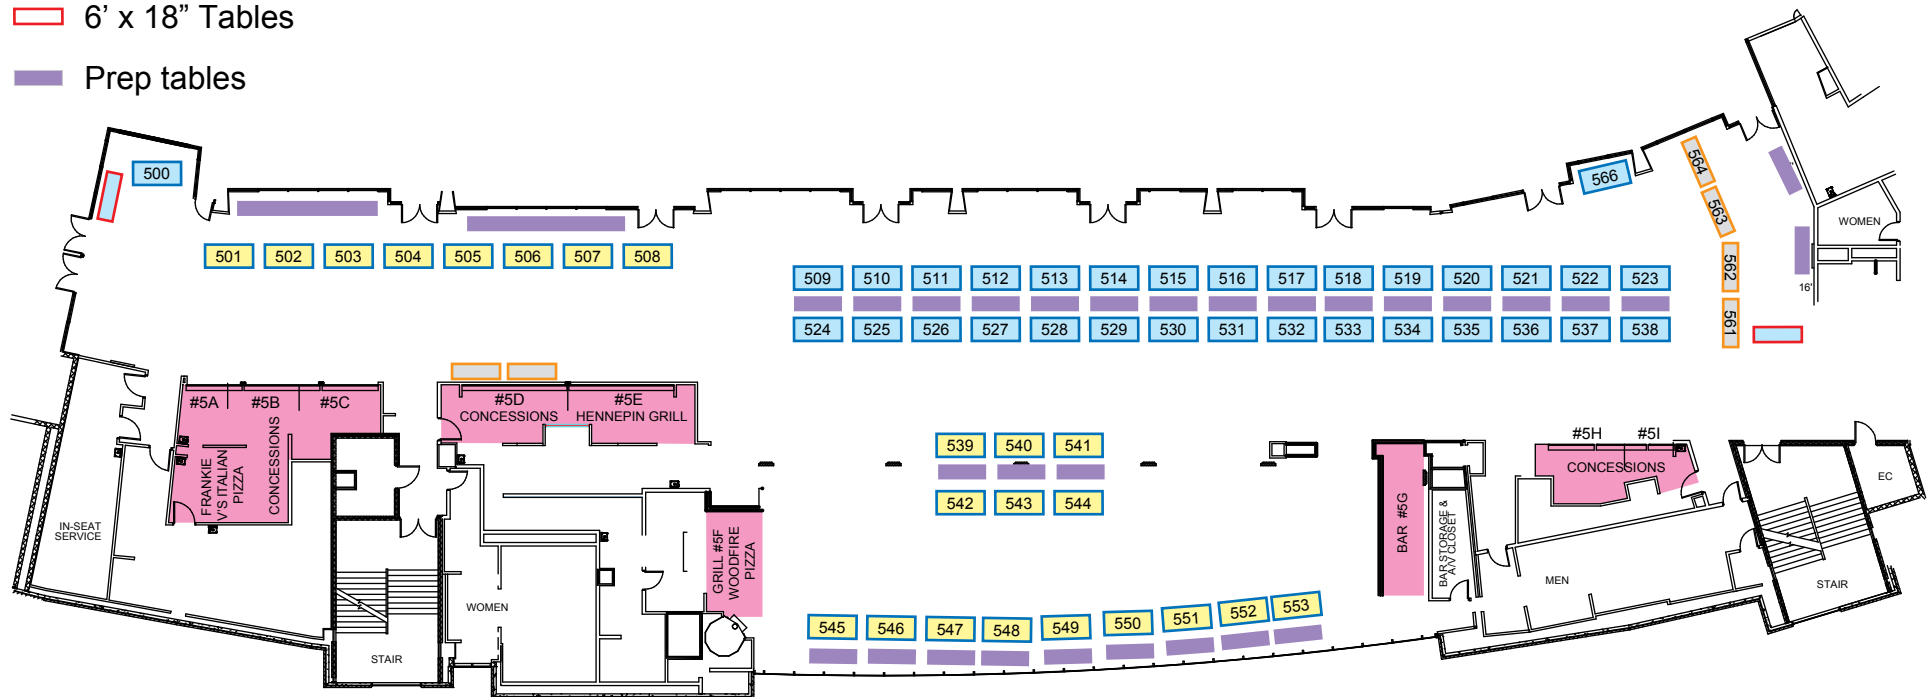 6’ x 18” Tables
Prep tables
500
566
564
563
562
561
WOMEN
16'
501 502 503 504 505 506 507 508
509 510 511 512 513 514 515 516 517 518 519 520 521 522 523
524 525 526 527 528 529 530 531 532 533 534 535 536 537 538
#5A #5B #5C
CONCESSIONS
FRANKIE
V'S ITALIAN
PIZZA
#5D
CONCESSIONS
#5E
HENNEPIN GRILL
539 540 541
542 543 544
#5H #5I
CONCESSIONS
EC
IN-SEAT
SERVICE
GRILL #5F
WOODFIRE
PIZZA
BAR #5G
BAR STORAGE &
A/V CLOSET
MEN
STAIR
WOMEN
STAIR
545 546 547 548 549 550 551 552 553